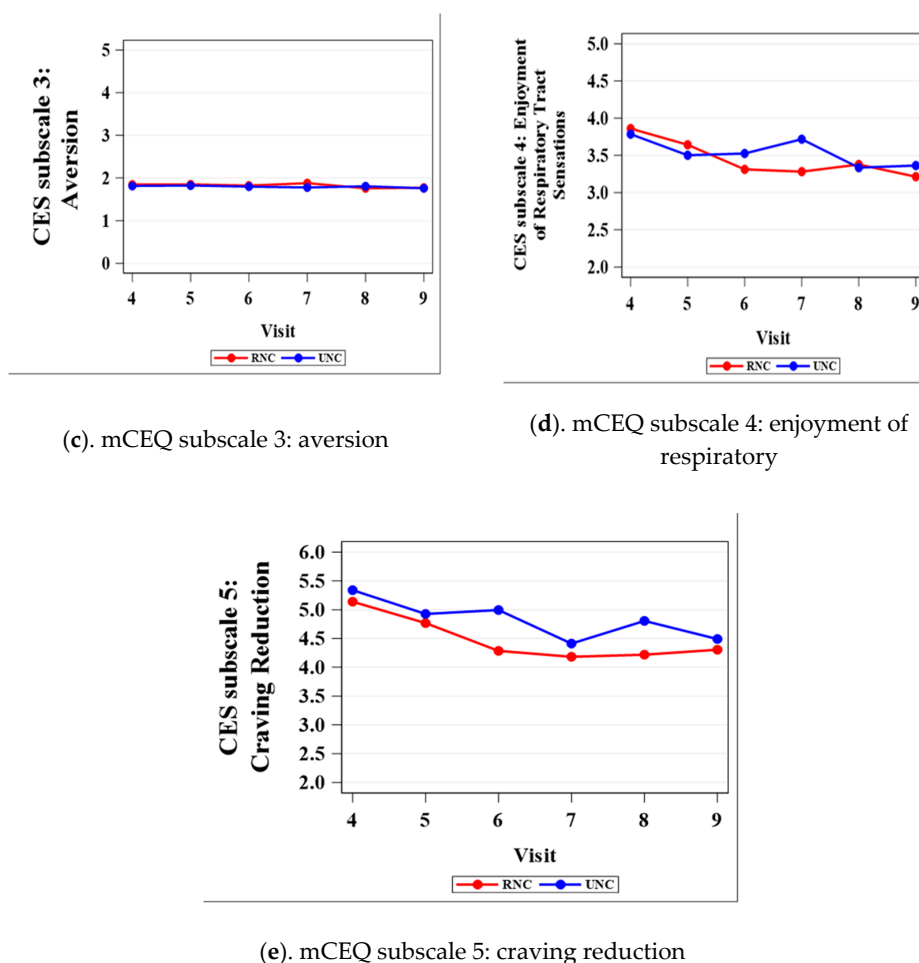 CES subscale 3:
Aversion
5
4
3
2
1
0
4 5 6 7 8 9
Visit
RNC UNC
(c). mCEQ subscale 3: aversion
CES subscale 4: Enjoyment
of Respiratory Tract
Sensations
5.0
4.5
4.0
3.5
3.0
2.5
2.0
4 5 6 7 8 9
Visit
RNC UNC
(d). mCEQ subscale 4: enjoyment of
respiratory
CES subscale 5:
Craving Reduction
6.0
5.5
5.0
4.5
4.0
3.5
3.0
2.5
2.0
4 5 6 7 8 9
Visit
RNC UNC
(e). mCEQ subscale 5: craving reduction